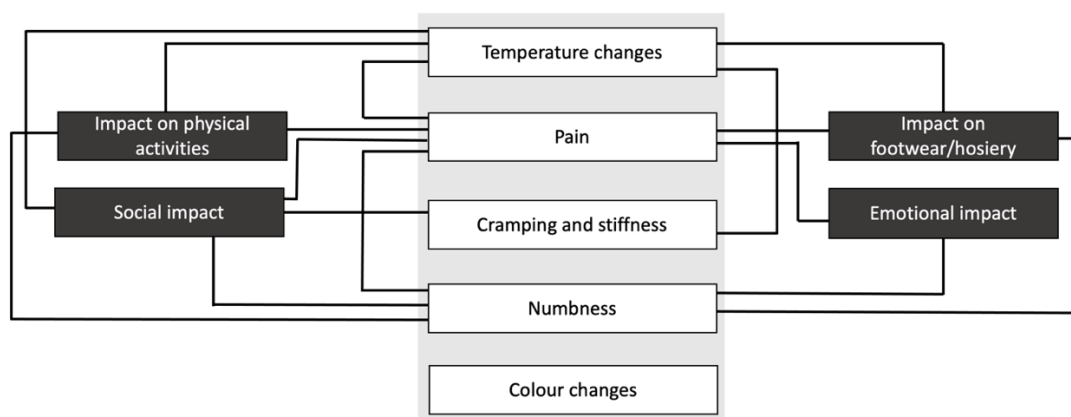 Temperature changes
Impact on physical
activities
Pain
Impact on
footwear/hosiery
Social impact
Cramping and stiffness
Emotional impact
Numbness
Colour changes